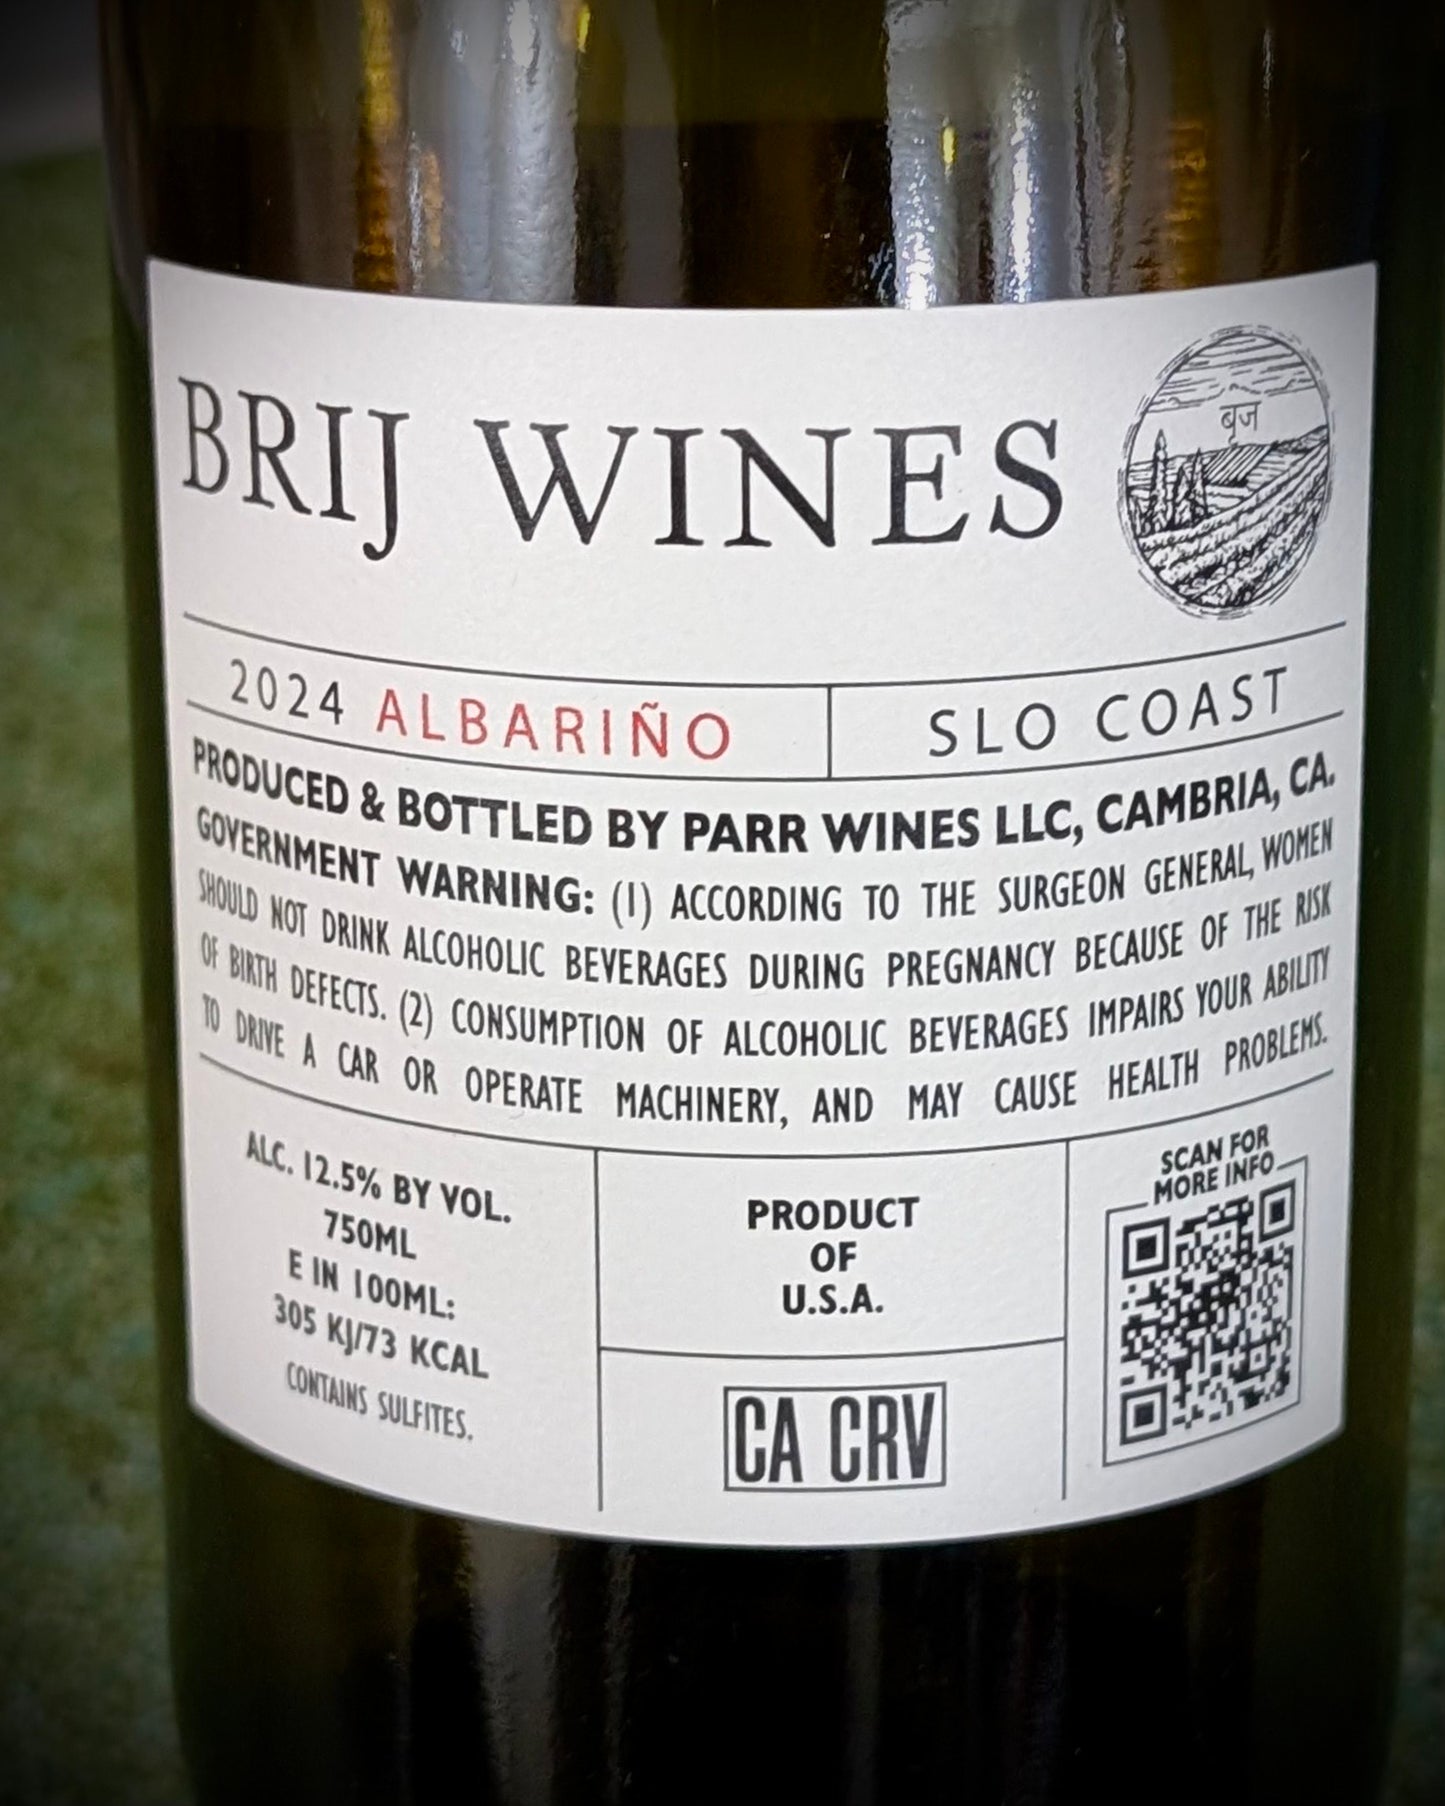 BRIJ WINES
बृज
2024 ALBARIÑO
SLO COAST
PRODUCED & BOTTLED BY PARR WINES LLC, CAMBRIA, CA.
GOVERNMENT WARNING: (1) ACCORDING TO THE SURGEON GENERAL, WOMEN
SHOULD NOT DRINK ALCOHOLIC BEVERAGES DURING PREGNANCY BECAUSE OF THE RISK
OF BIRTH DEFECTS. (2) CONSUMPTION OF ALCOHOLIC BEVERAGES IMPAIRS YOUR ABILITY
TO DRIVE A CAR OR OPERATE MACHINERY, AND MAY CAUSE HEALTH PROBLEMS.
ALC. 12.5% BY VOL.
750ML
E IN 100ML:
305 KJ/73 KCAL
CONTAINS SULFITES.
PRODUCT
OF
U.S.A.
CA CRV
SCAN FOR
MORE INFO